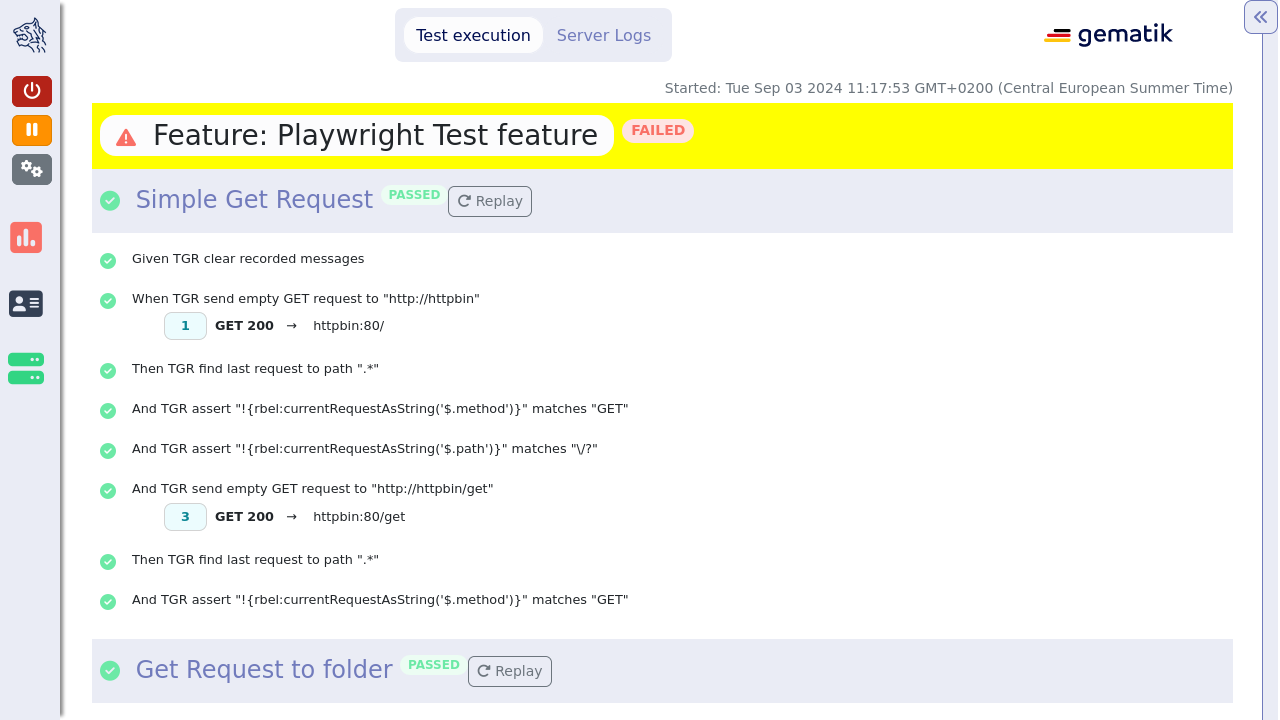 Test execution
Server Logs
gematik
Started: Tue Sep 03 2024 11:17:53 GMT+0200 (Central European Summer Time)
Feature: Playwright Test feature FAILED
Simple Get Request PASSED Replay
Given TGR clear recorded messages
When TGR send empty GET request to "http://httpbin"
1 GET 200 → httpbin:80/
Then TGR find last request to path ".*"
And TGR assert "!{rbel:currentRequestAsString('$.method')}" matches "GET"
And TGR assert "!{rbel:currentRequestAsString('$.path')}" matches "\/?"
And TGR send empty GET request to "http://httpbin/get"
3 GET 200 → httpbin:80/get
Then TGR find last request to path ".*"
And TGR assert "!{rbel:currentRequestAsString('$.method')}" matches "GET"
Get Request to folder PASSED Replay